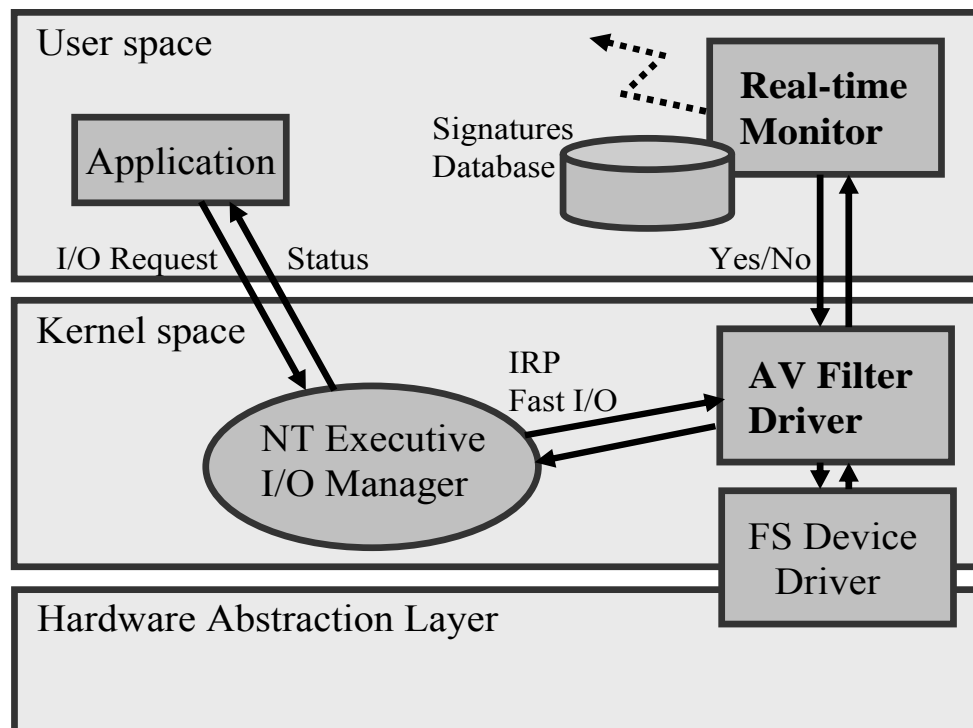 User space
Real-time
Monitor
Signatures
Database
Application
I/O Request
Status
Yes/No
Kernel space
IRP
Fast I/O
AV Filter
Driver
NT Executive
I/O Manager
FS Device
Driver
Hardware Abstraction Layer